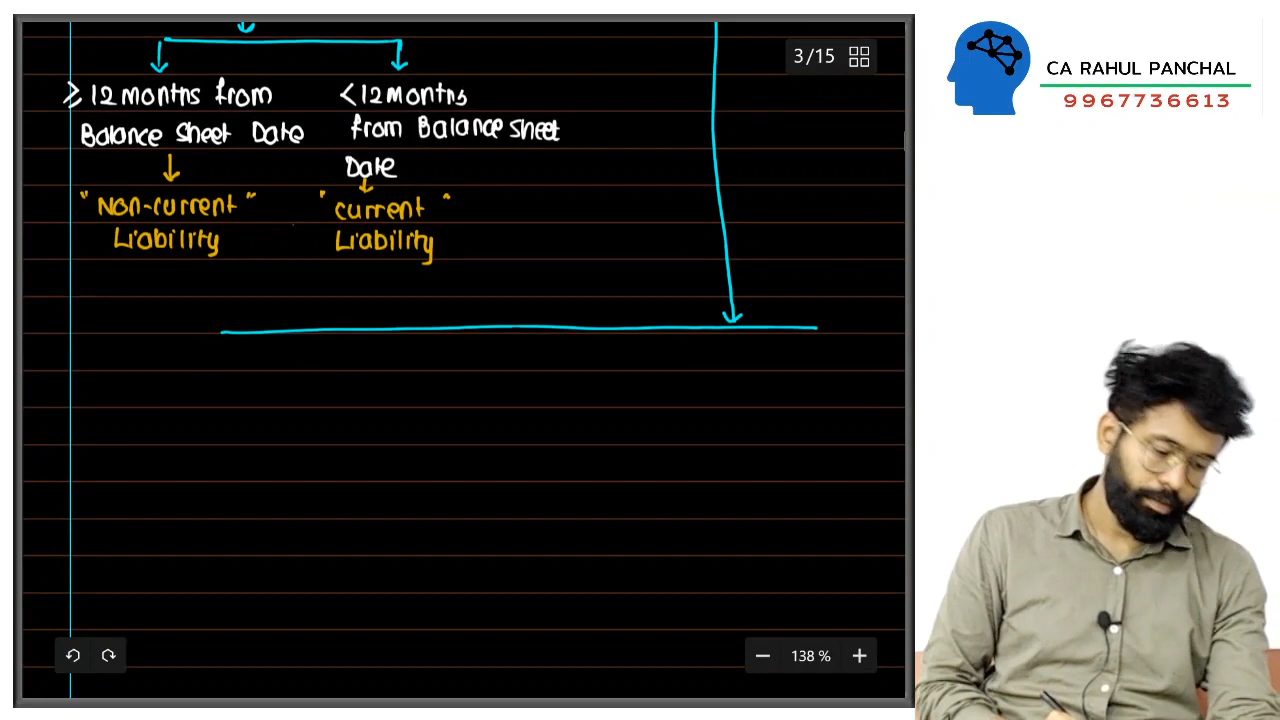 3/15
CA RAHUL PANCHAL
9967736613
≥ 12 months from
Balance Sheet Date
"Non-current"
Liability
< 12 months
from Balance sheet
Date
"current"
Liability
138 %